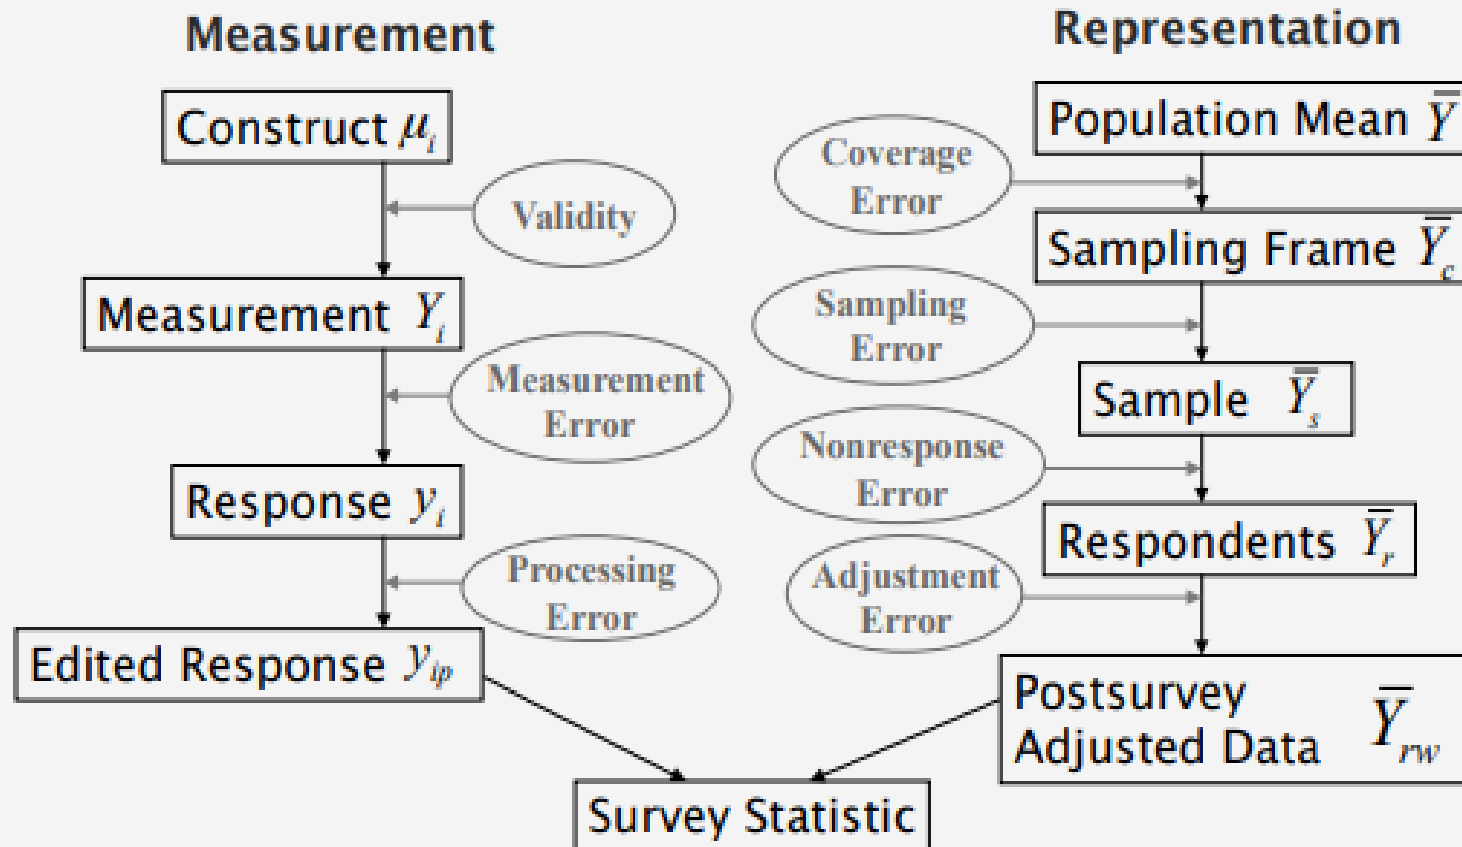 Measurement
Construct μi
Validity
Measurement Yi
Measurement
Error
Response yi
Processing
Error
Edited Response yip
Representation
Population Mean Ȳ
Coverage
Error
Sampling Frame Ȳc
Sampling
Error
Sample Ȳs
Nonresponse
Error
Respondents Ȳr
Adjustment
Error
Postsurvey
Adjusted Data Ȳrw
Survey Statistic